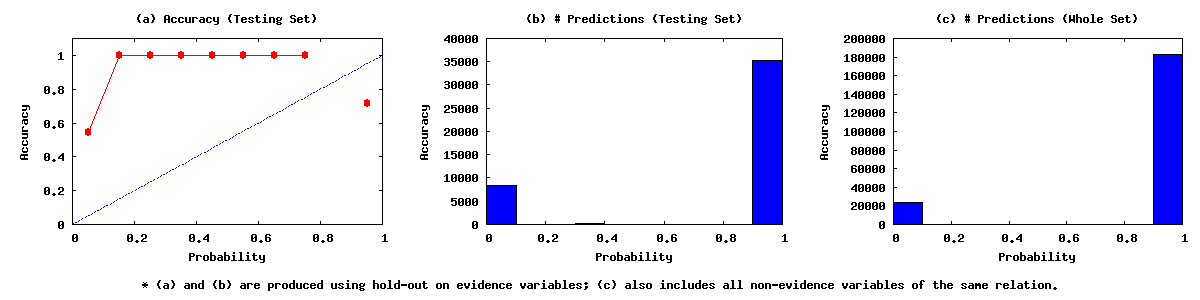 (a) Accuracy (Testing Set)
Accuracy
1
0.8
0.6
0.4
0.2
0
0 0.2 0.4 0.6 0.8 1
Probability
(b) # Predictions (Testing Set)
Accuracy
40000
35000
30000
25000
20000
15000
10000
5000
0
0 0.2 0.4 0.6 0.8 1
Probability
(c) # Predictions (Whole Set)
Accuracy
200000
180000
160000
140000
120000
100000
80000
60000
40000
20000
0
0 0.2 0.4 0.6 0.8 1
Probability
* (a) and (b) are produced using hold-out on evidence variables; (c) also includes all non-evidence variables of the same relation.